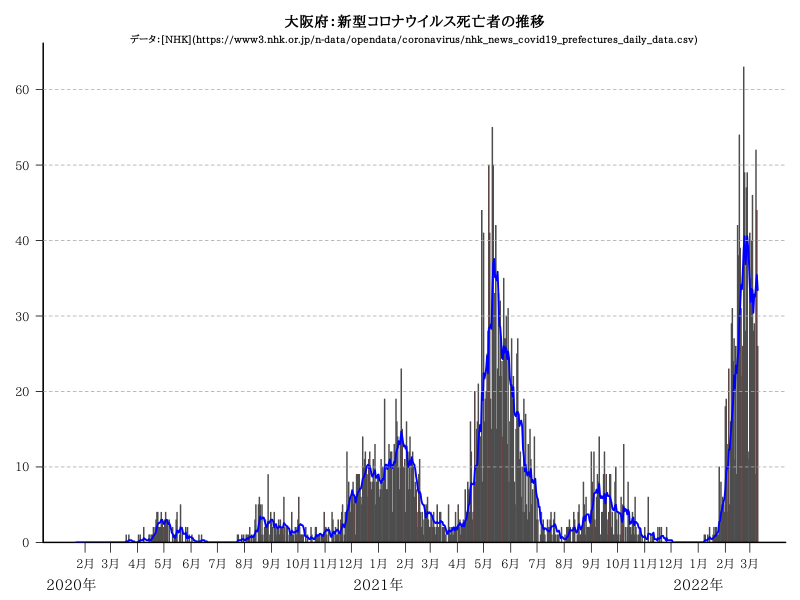 大阪府：新型コロナウイルス死亡者の推移
データ：[NHK](https://www3.nhk.or.jp/n-data/opendata/coronavirus/nhk_news_covid19_prefectures_daily_data.csv)
60
50
40
30
20
10
0
2月 3月 4月 5月 6月 7月 8月 9月 10月 11月 12月 1月 2月 3月 4月 5月 6月 7月 8月 9月 10月 11月 12月 1月 2月 3月
2020年 2021年 2022年